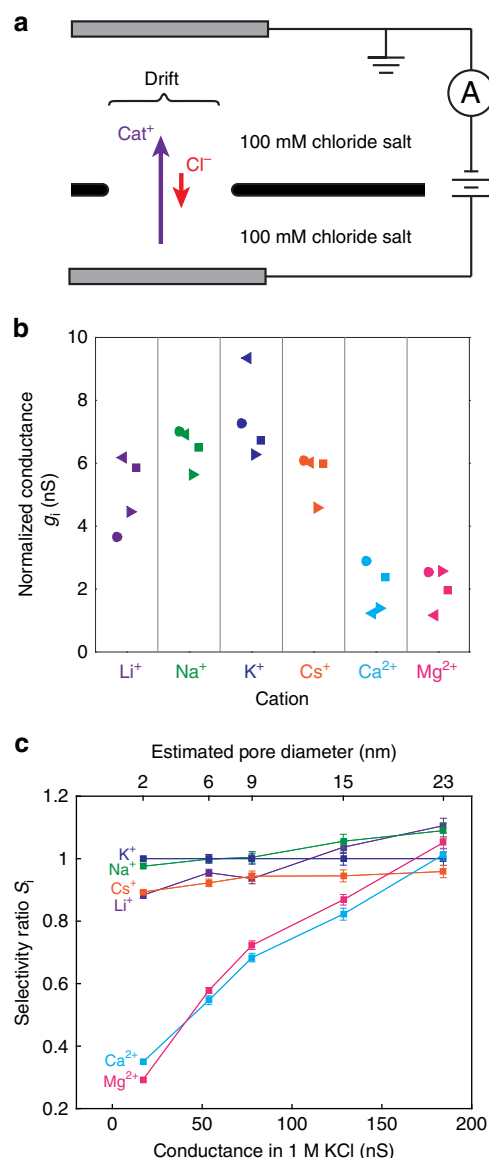 a
Drift
Cat⁺
Cl⁻
A
100 mM chloride salt
100 mM chloride salt
b
10
8
6
4
2
0
Normalized conductance
gᵢ (nS)
Li⁺ Na⁺ K⁺ Cs⁺ Ca²⁺ Mg²⁺
Cation
c
Estimated pore diameter (nm)
2 6 9 15 23
1.2
1
0.8
0.6
0.4
0.2
Selectivity ratio Sᵢ
K⁺
Na⁺
Cs⁺
Li⁺
Ca²⁺
Mg²⁺
0 50 100 150 200
Conductance in 1 M KCl (nS)